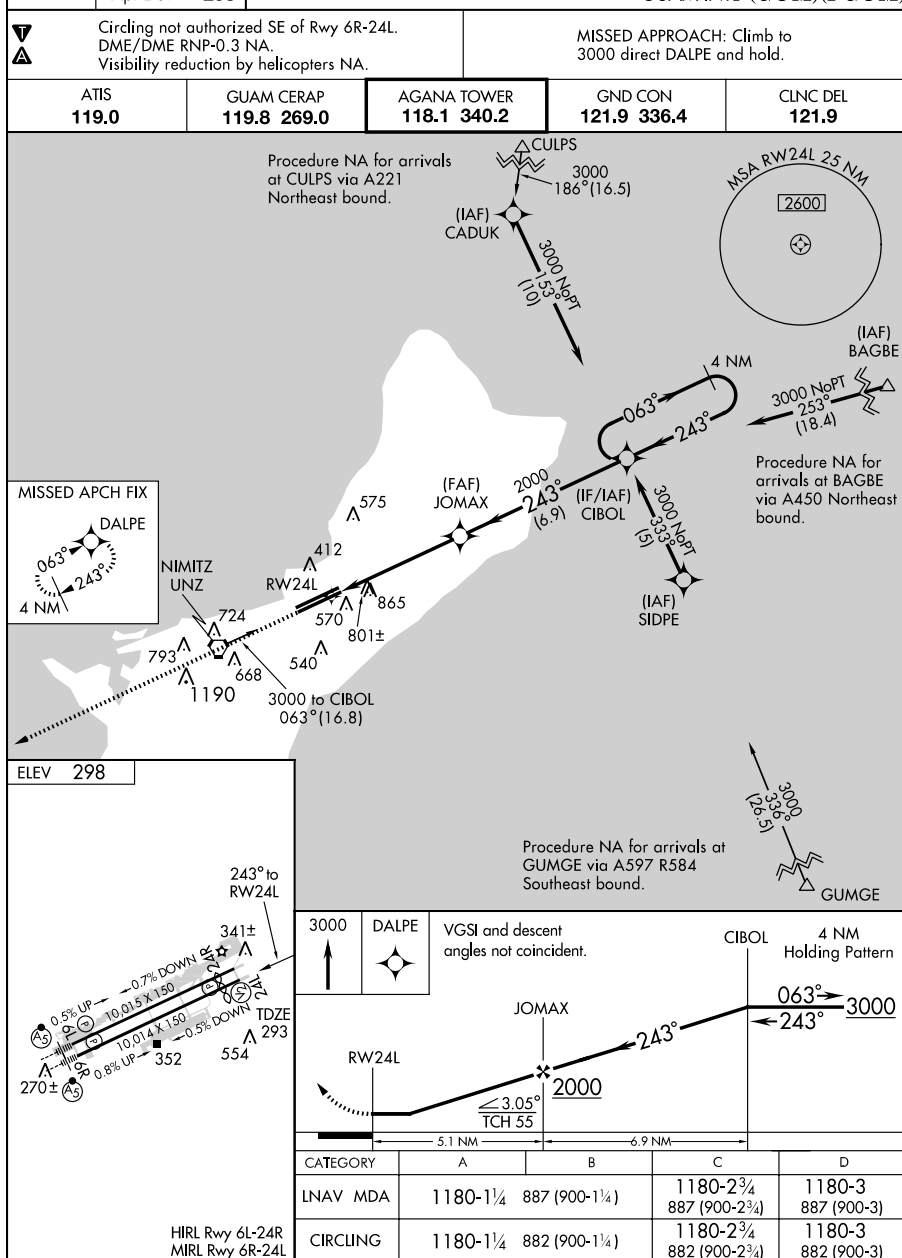 Circling not authorized SE of Rwy 6R-24L.
DME/DME RNP-0.3 NA.
Visibility reduction by helicopters NA.
T
A
MISSED APPROACH: Climb to
3000 direct DALPE and hold.
ATIS
119.0
GUAM CERAP
119.8 269.0
AGANA TOWER
118.1 340.2
GND CON
121.9 336.4
CLNC DEL
121.9
Procedure NA for arrivals
at CULPS via A221
Northeast bound.
CULPS
3000
186°(16.5)
(IAF)
CADUK
3000 NoPT
153°
(10)
MSA RW24L 25 NM
2600
(IAF)
BAGBE
3000 NoPT
253°
(18.4)
4 NM
063°
243°
Procedure NA for
arrivals at BAGBE
via A450 Northeast
bound.
(IF/IAF)
CIBOL
2000
243°
(6.9)
(FAF)
JOMAX
3000 NoPT
333°
(5)
(IAF)
SIDPE
MISSED APCH FIX
DALPE
063°
243°
4 NM
NIMITZ
UNZ
575
412
RW24L
865
570
801±
724
793
668
540
1190
3000 to CIBOL
063°(16.8)
3000
336°
(26.5)
GUMGE
Procedure NA for arrivals at
GUMGE via A597 R584
Southeast bound.
ELEV 298
243° to
RW24L
341±
0.7% DOWN
0.5% UP
10,015 X 150
10,014 X 150
0.5% DOWN
0.8% UP
24R
24L
6L
6R
P
P
P
V2
A5
A5
TDZE
293
554
352
270±
HIRL Rwy 6L-24R
MIRL Rwy 6R-24L
3000
DALPE
VGSI and descent
angles not coincident.
CIBOL
4 NM
Holding Pattern
063°
3000
243°
JOMAX
243°
2000
RW24L
3.05°
TCH 55
5.1 NM
6.9 NM
CATEGORY A B C D
LNAV MDA 1180-1¼ 887 (900-1¼) 1180-2¾ 1180-3
887 (900-2¾) 887 (900-3)
CIRCLING 1180-1¼ 882 (900-1¼) 1180-2¾ 1180-3
882 (900-2¾) 882 (900-3)